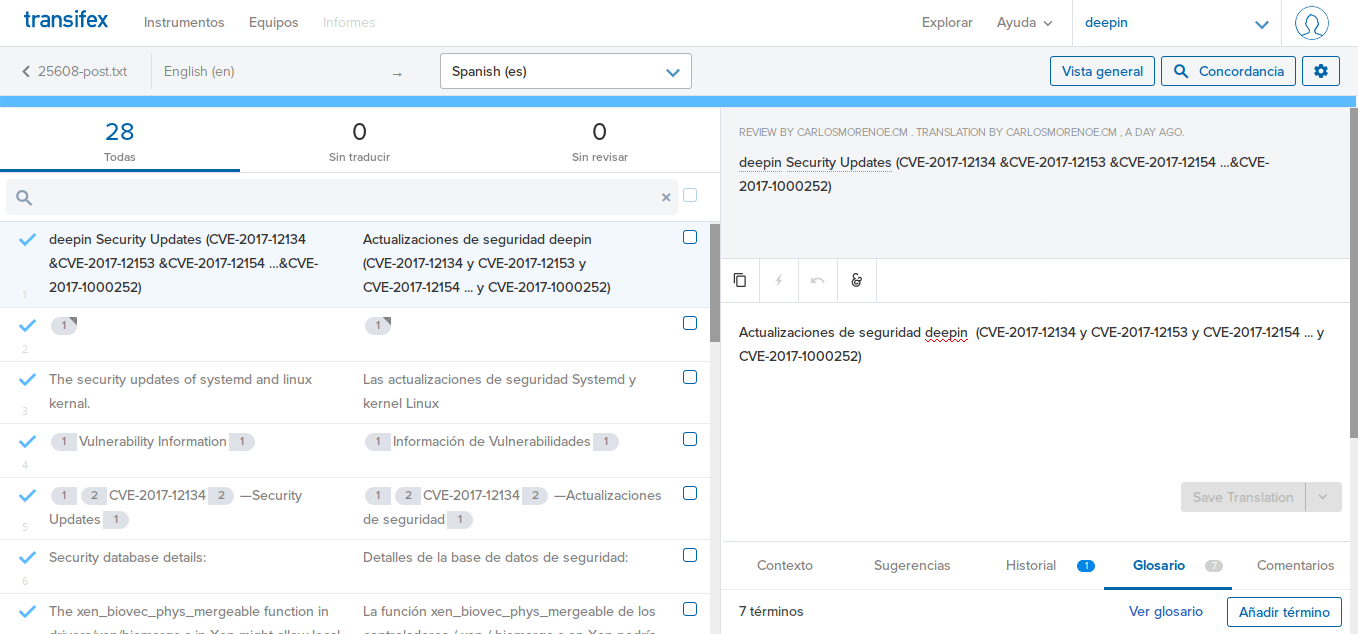 transifex Instrumentos Equipos Informes Explorar Ayuda deepin
25608-post.txt English (en) → Spanish (es) Vista general Concordancia
28 0 0
Todas Sin traducir Sin revisar
deepin Security Updates (CVE-2017-12134
&CVE-2017-12153 &CVE-2017-12154 ...&CVE-
2017-1000252)
Actualizaciones de seguridad deepin
(CVE-2017-12134 y CVE-2017-12153 y
CVE-2017-12154 ... y CVE-2017-1000252)
1
1 1
2
The security updates of systemd and linux
kernal.
Las actualizaciones de seguridad Systemd y
kernel Linux
3
1 Vulnerability Information 1
1 Información de Vulnerabilidades 1
4
1 2 CVE-2017-12134 2 —Security
Updates 1
1 2 CVE-2017-12134 2 —Actualizaciones
de seguridad 1
5
Security database details:
Detalles de la base de datos de seguridad:
6
The xen_biovec_phys_mergeable function in
La función xen_biovec_phys_mergeable de los
REVIEW BY CARLOSMORENOE.CM . TRANSLATION BY CARLOSMORENOE.CM , A DAY AGO.
deepin Security Updates (CVE-2017-12134 &CVE-2017-12153 &CVE-2017-12154 ...&CVE-
2017-1000252)
Actualizaciones de seguridad deepin (CVE-2017-12134 y CVE-2017-12153 y CVE-2017-12154 ... y
CVE-2017-1000252)
Save Translation
Contexto Sugerencias Historial 1 Glosario 7 Comentarios
7 términos Ver glosario Añadir término